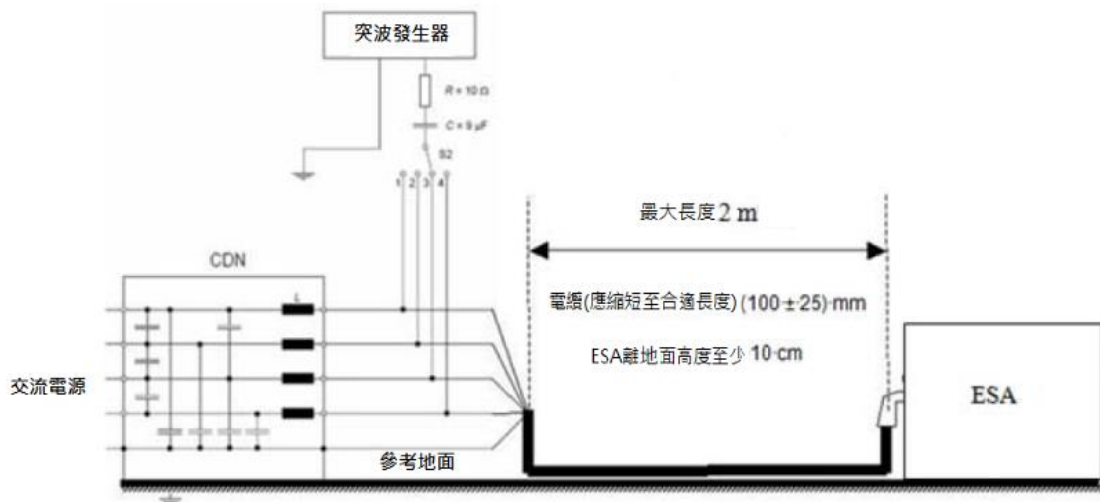 突波發生器
R = 10 Ω
C = 9 μF
S2
1 2 3 4
最大長度 2 m
CDN
L
電纜(應縮短至合適長度) (100 ± 25) mm
ESA離地面高度至少 10 cm
交流電源
ESA
參考地面